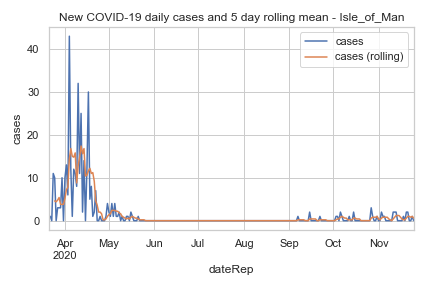 New COVID-19 daily cases and 5 day rolling mean - Isle_of_Man
cases
cases (rolling)
cases
40
30
20
10
0
Apr
2020
May
Jun
Jul
Aug
Sep
Oct
Nov
dateRep